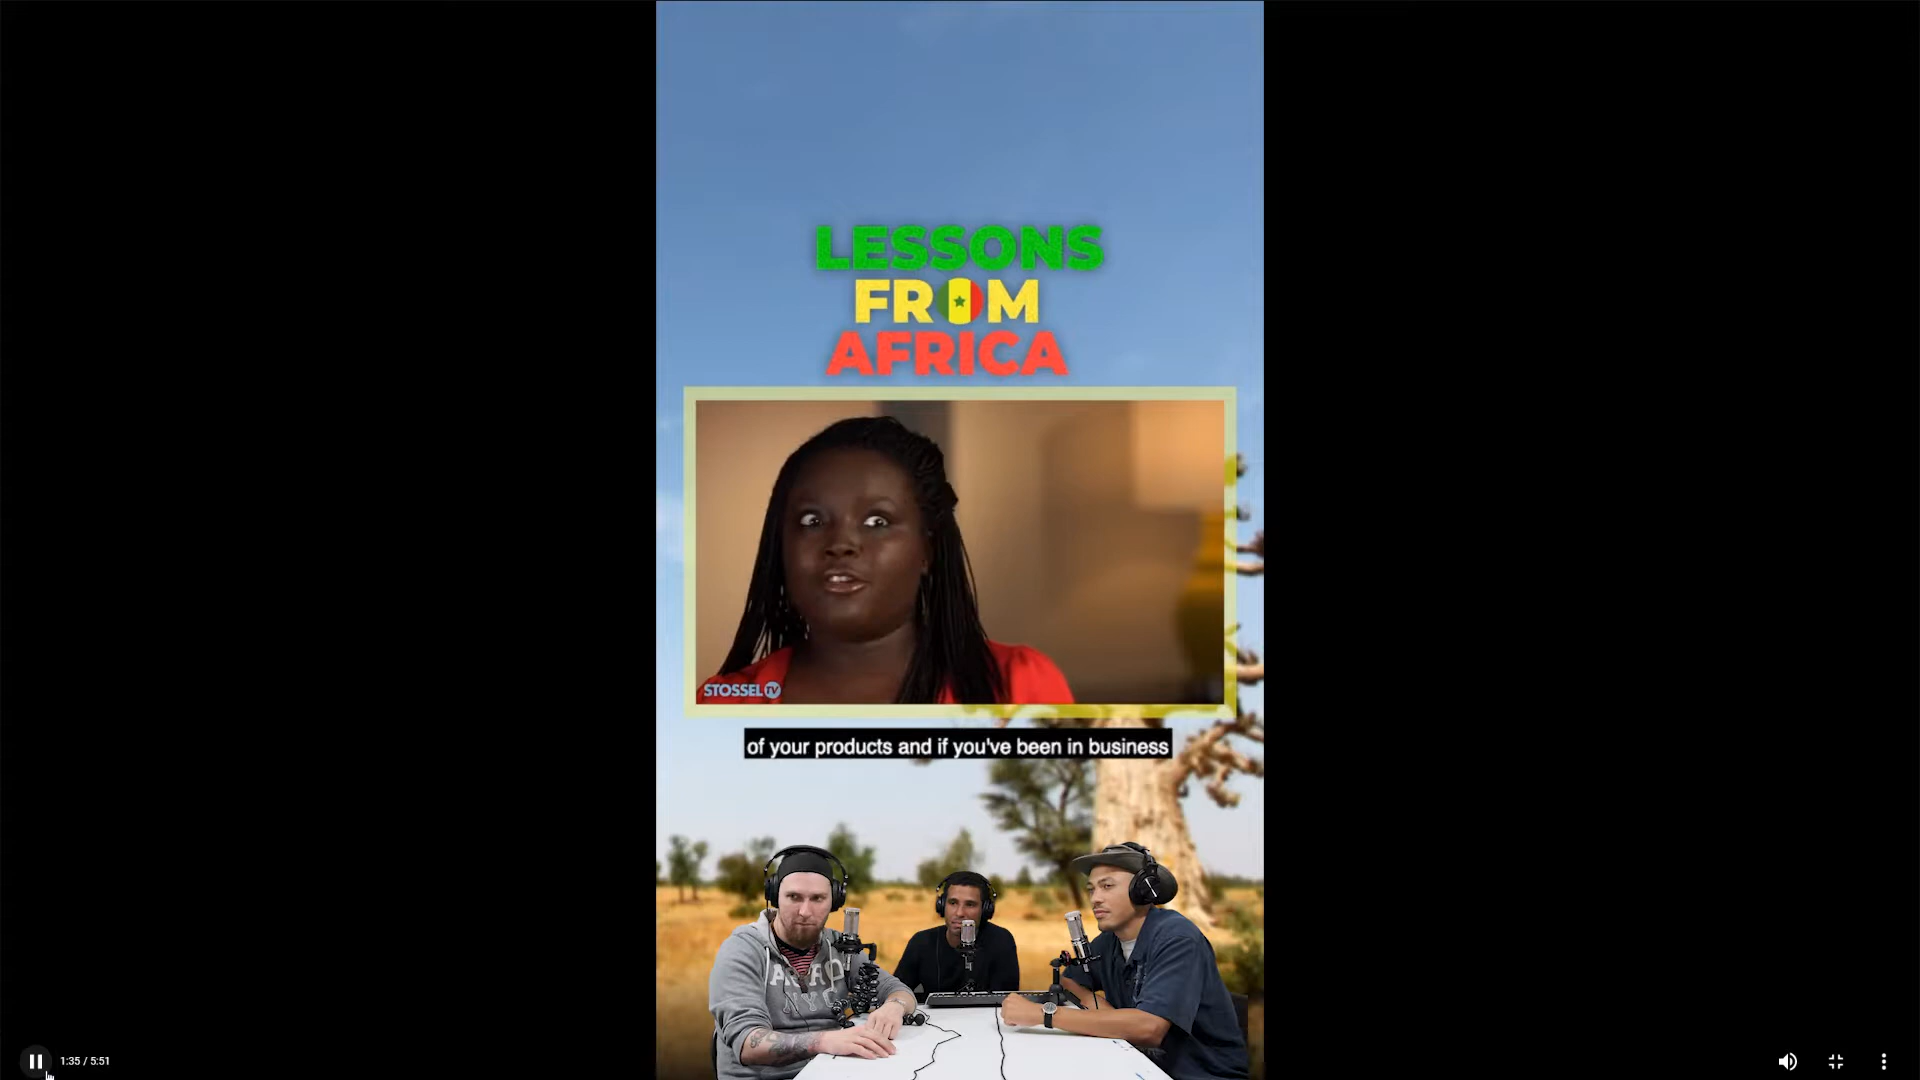 LESSONS
FROM
AFRICA
STOSSEL TV
of your products and if you've been in business
1:35 / 5:51